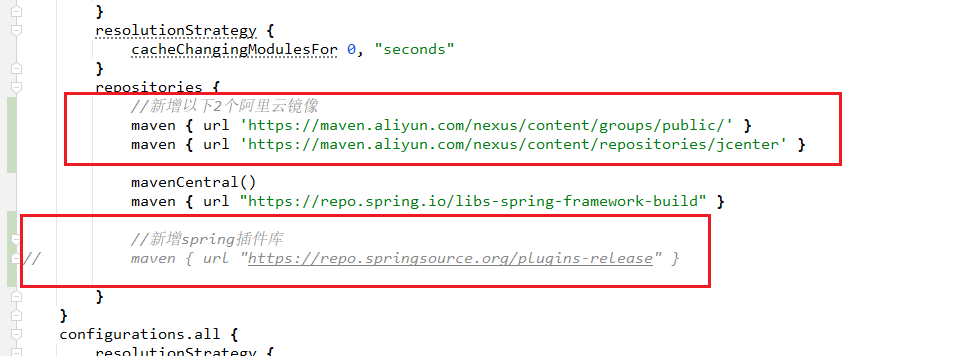 }
resolutionStrategy {
cacheChangingModulesFor 0, "seconds"
}
repositories {
//新增以下2个阿里云镜像
maven { url 'https://maven.aliyun.com/nexus/content/groups/public/' }
maven { url 'https://maven.aliyun.com/nexus/content/repositories/jcenter' }
mavenCentral()
maven { url "https://repo.spring.io/libs-spring-framework-build" }
//新增spring插件库
// maven { url "https://repo.springsource.org/plugins-release" }
}
}
configurations.all {
resolutionStrategy {